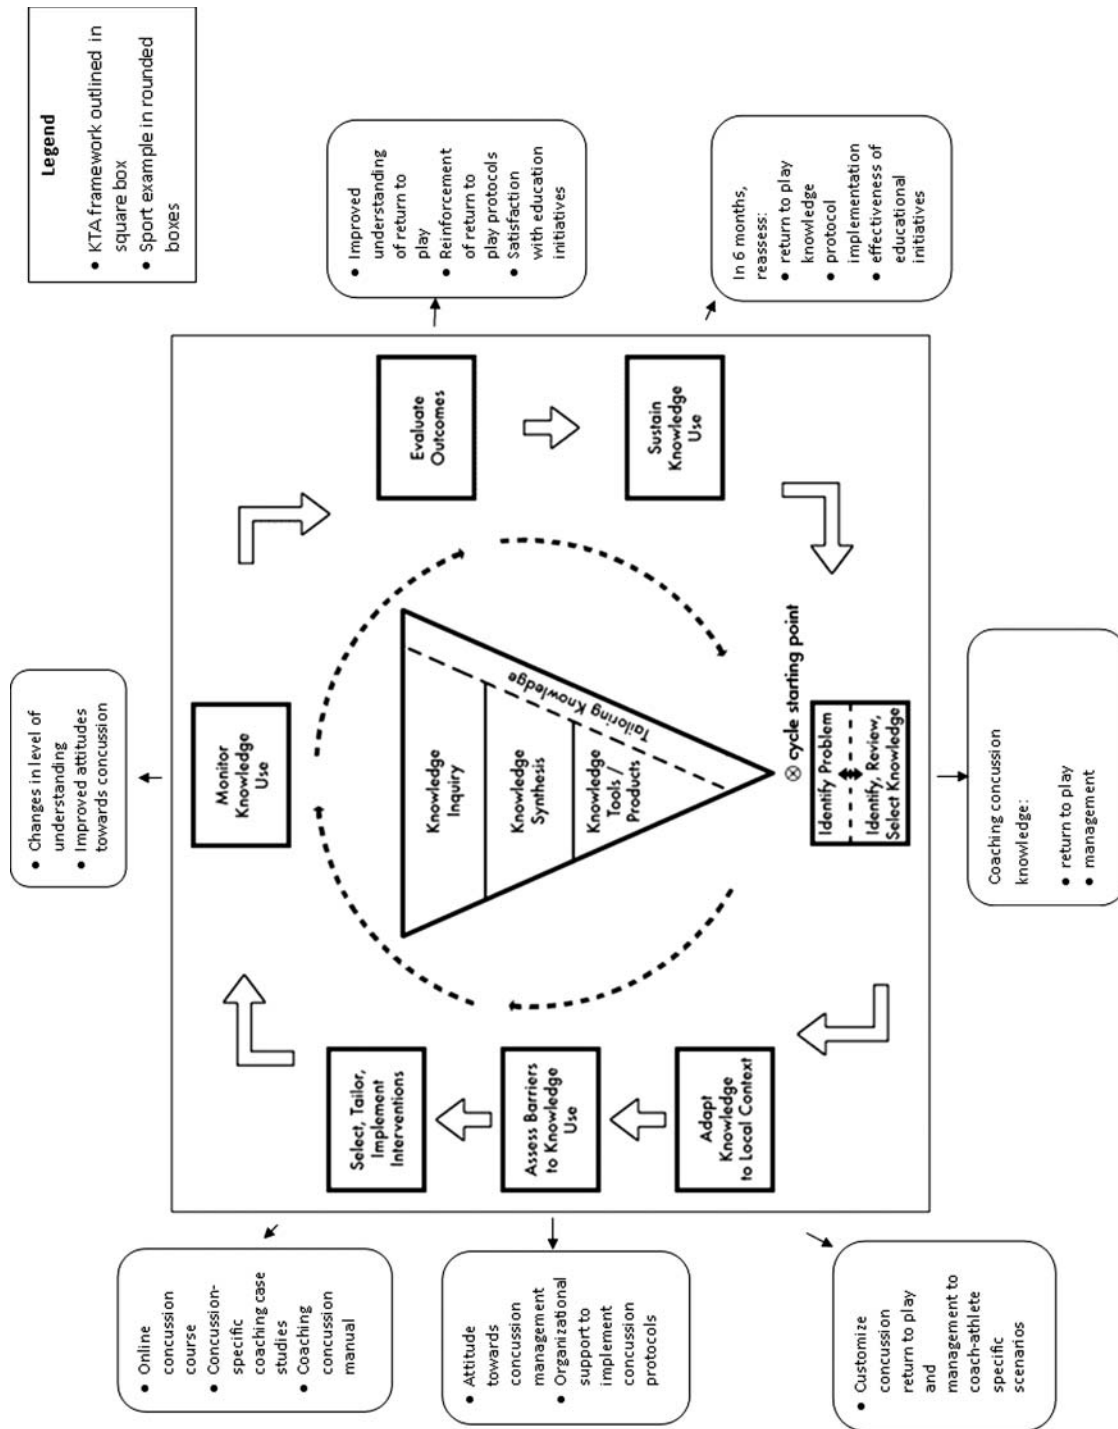 Legend
• KTA framework outlined in
square box
• Sport example in rounded
boxes
• Changes in level of
understanding
• Improved attitudes
towards concussion
• Online
concussion
course
• Concussion-
specific
coaching case
studies
• Coaching
concussion
manual
• Improved
understanding
of return to
play
• Reinforcement
of return to
play protocols
• Satisfaction
with education
initiatives
Monitor
Knowledge
Use
Select, Tailor,
Implement
Interventions
Evaluate
Outcomes
Knowledge
Inquiry
Knowledge
Synthesis
Knowledge
Tools /
Products
Tailoring Knowledge
• Attitude
towards
concussion
management
• Organizational
support to
implement
concussion
protocols
Assess Barriers
to Knowledge
Use
Sustain
Knowledge
Use
In 6 months,
reassess:
• return to play
knowledge
• protocol
implementation
• effectiveness of
educational
initiatives
Adapt
Knowledge
to Local Context
cycle starting point
Identify Problem
Identify, Review,
Select Knowledge
• Customize
concussion
return to play
and
management to
coach-athlete
specific
scenarios
Coaching concussion
knowledge:
• return to play
• management